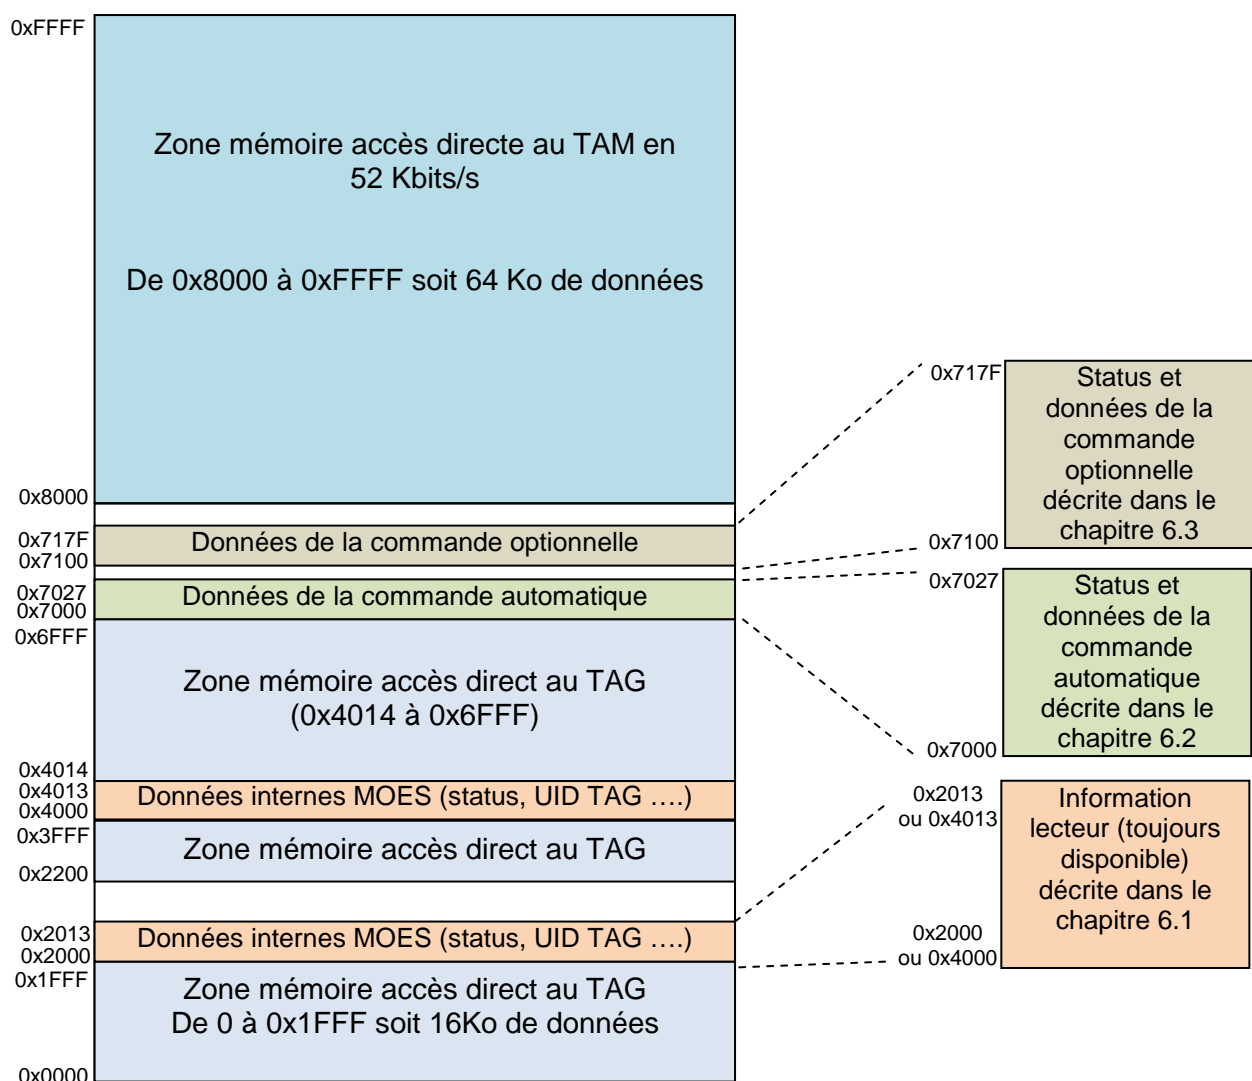 0xFFFF
Zone mémoire accès directe au TAM en
52 Kbits/s
De 0x8000 à 0xFFFF soit 64 Ko de données
0x8000
0x717F
Données de la commande optionnelle
0x7100
0x7027
Données de la commande automatique
0x7000
0x6FFF
Zone mémoire accès direct au TAG
(0x4014 à 0x6FFF)
0x4014
0x4013
Données internes MOES (status, UID TAG ….)
0x4000
0x3FFF
Zone mémoire accès direct au TAG
0x2200
0x2013
Données internes MOES (status, UID TAG ….)
0x2000
0x1FFF
Zone mémoire accès direct au TAG
De 0 à 0x1FFF soit 16Ko de données
0x0000
0x717F
Status et
données de la
commande
optionnelle
décrite dans le
chapitre 6.3
0x7100
0x7027
Status et
données de la
commande
automatique
décrite dans le
chapitre 6.2
0x7000
0x2013
ou 0x4013
Information
lecteur (toujours
disponible)
décrite dans le
chapitre 6.1
0x2000
ou 0x4000